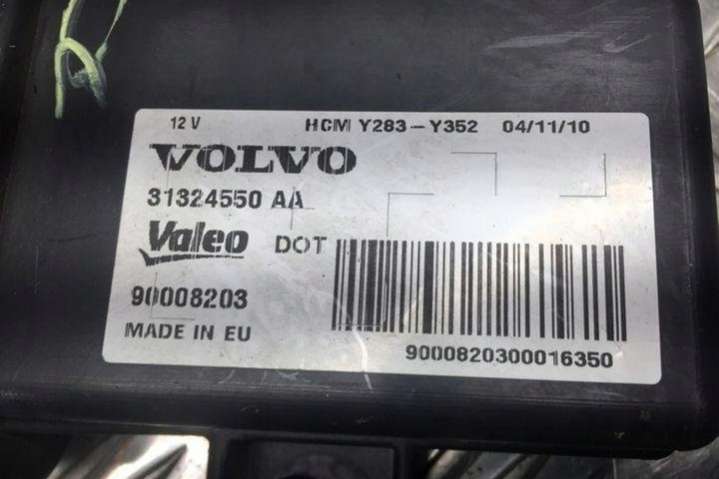 12 V HCM Y283-Y352 04/11/10
VOLVO
31324550 AA
Valeo DOT
90008203
MADE IN EU
9000820300016350